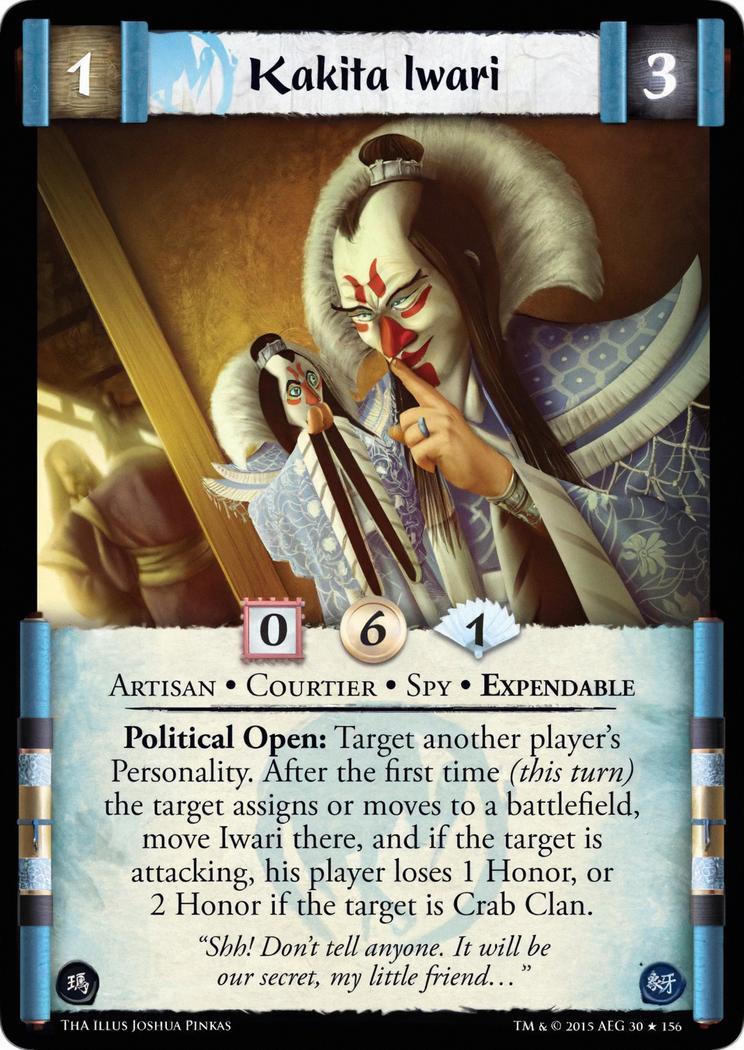 1 Kakita Iwari 3
0 6 1
Artisan • Courtier • Spy • Expendable
Political Open: Target another player's
Personality. After the first time (this turn)
the target assigns or moves to a battlefield,
move Iwari there, and if the target is
attacking, his player loses 1 Honor, or
2 Honor if the target is Crab Clan.
“Shh! Don't tell anyone. It will be
our secret, my little friend…”
象牙
Tha Illus Joshua Pinkas TM & © 2015 AEG 30 ★ 156